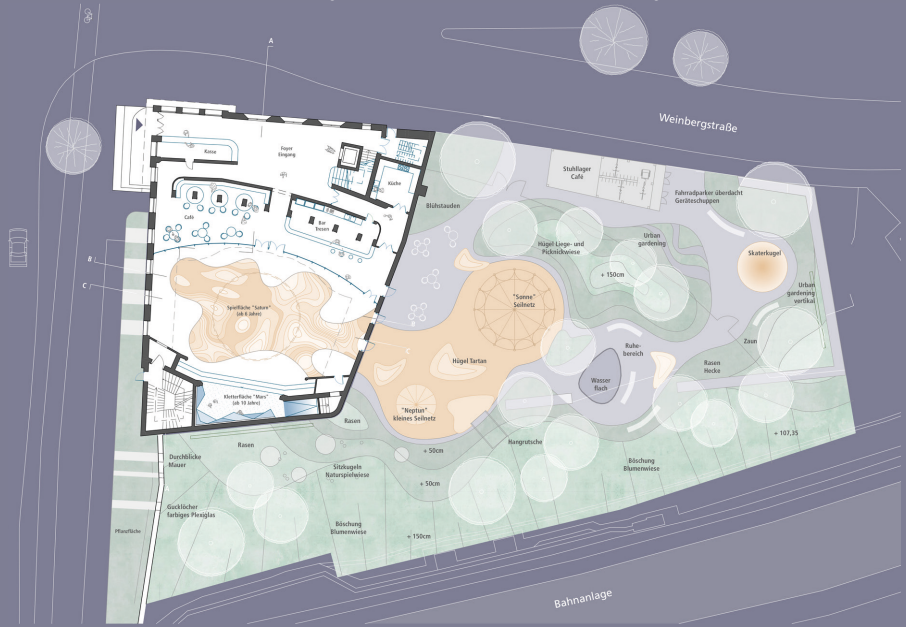 A
Weinbergstraße
Kasse
Foyer
Eingang
Küche
Stuhllager
Café
Fahrradparker überdacht
Geräteschuppen
Blühstauden
Café
Bar
Tresen
Urban
gardening
Hügel Liege- und
Picknickwiese
+ 150cm
Skaterkugel
B
C
Urban
gardening
vertikal
Spielfläche "Saturn"
(ab 6 Jahre)
"Sonne"
Seilnetz
Ruhe-
bereich
Zaun
C
Hügel Tartan
Rasen
Hecke
Wasser
flach
Kletterfläche "Mars"
(ab 10 Jahre)
"Neptun"
kleines Seilnetz
Rasen
Rasen
+ 50cm
Hangrutsche
+ 107,35
Durchblicke
Mauer
Sitzkugeln
Naturspielwiese
Böschung
Blumenwiese
+ 50cm
Gucklöcher
farbiges Plexiglas
Pflanzfläche
Böschung
Blumenwiese
+ 150cm
Bahnanlage